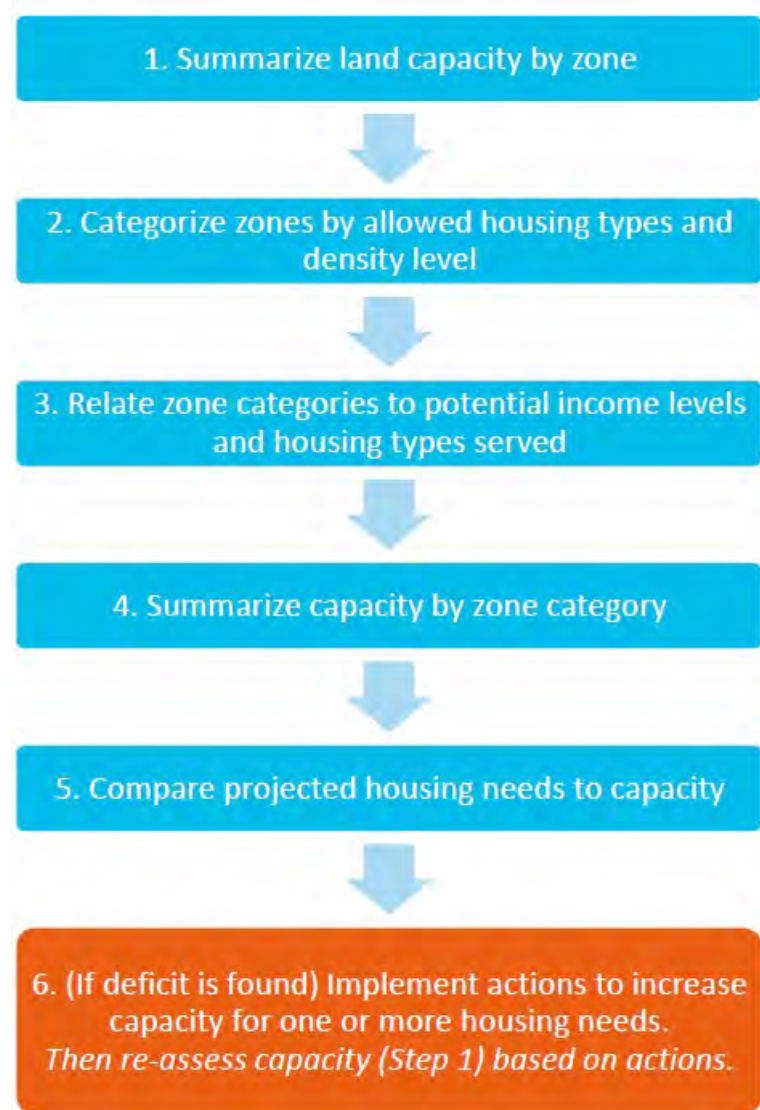 1. Summarize land capacity by zone
2. Categorize zones by allowed housing types and
density level
3. Relate zone categories to potential income levels
and housing types served
4. Summarize capacity by zone category
5. Compare projected housing needs to capacity
6. (If deficit is found) Implement actions to increase
capacity for one or more housing needs.
Then re-assess capacity (Step 1) based on actions.